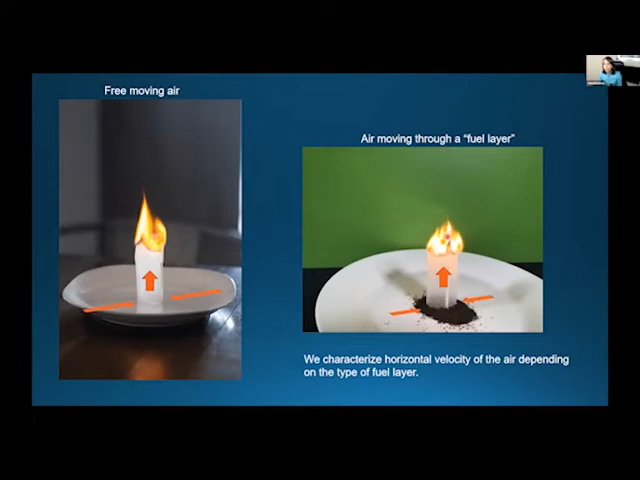 Free moving air
Air moving through a "fuel layer"
We characterize horizontal velocity of the air depending
on the type of fuel layer.